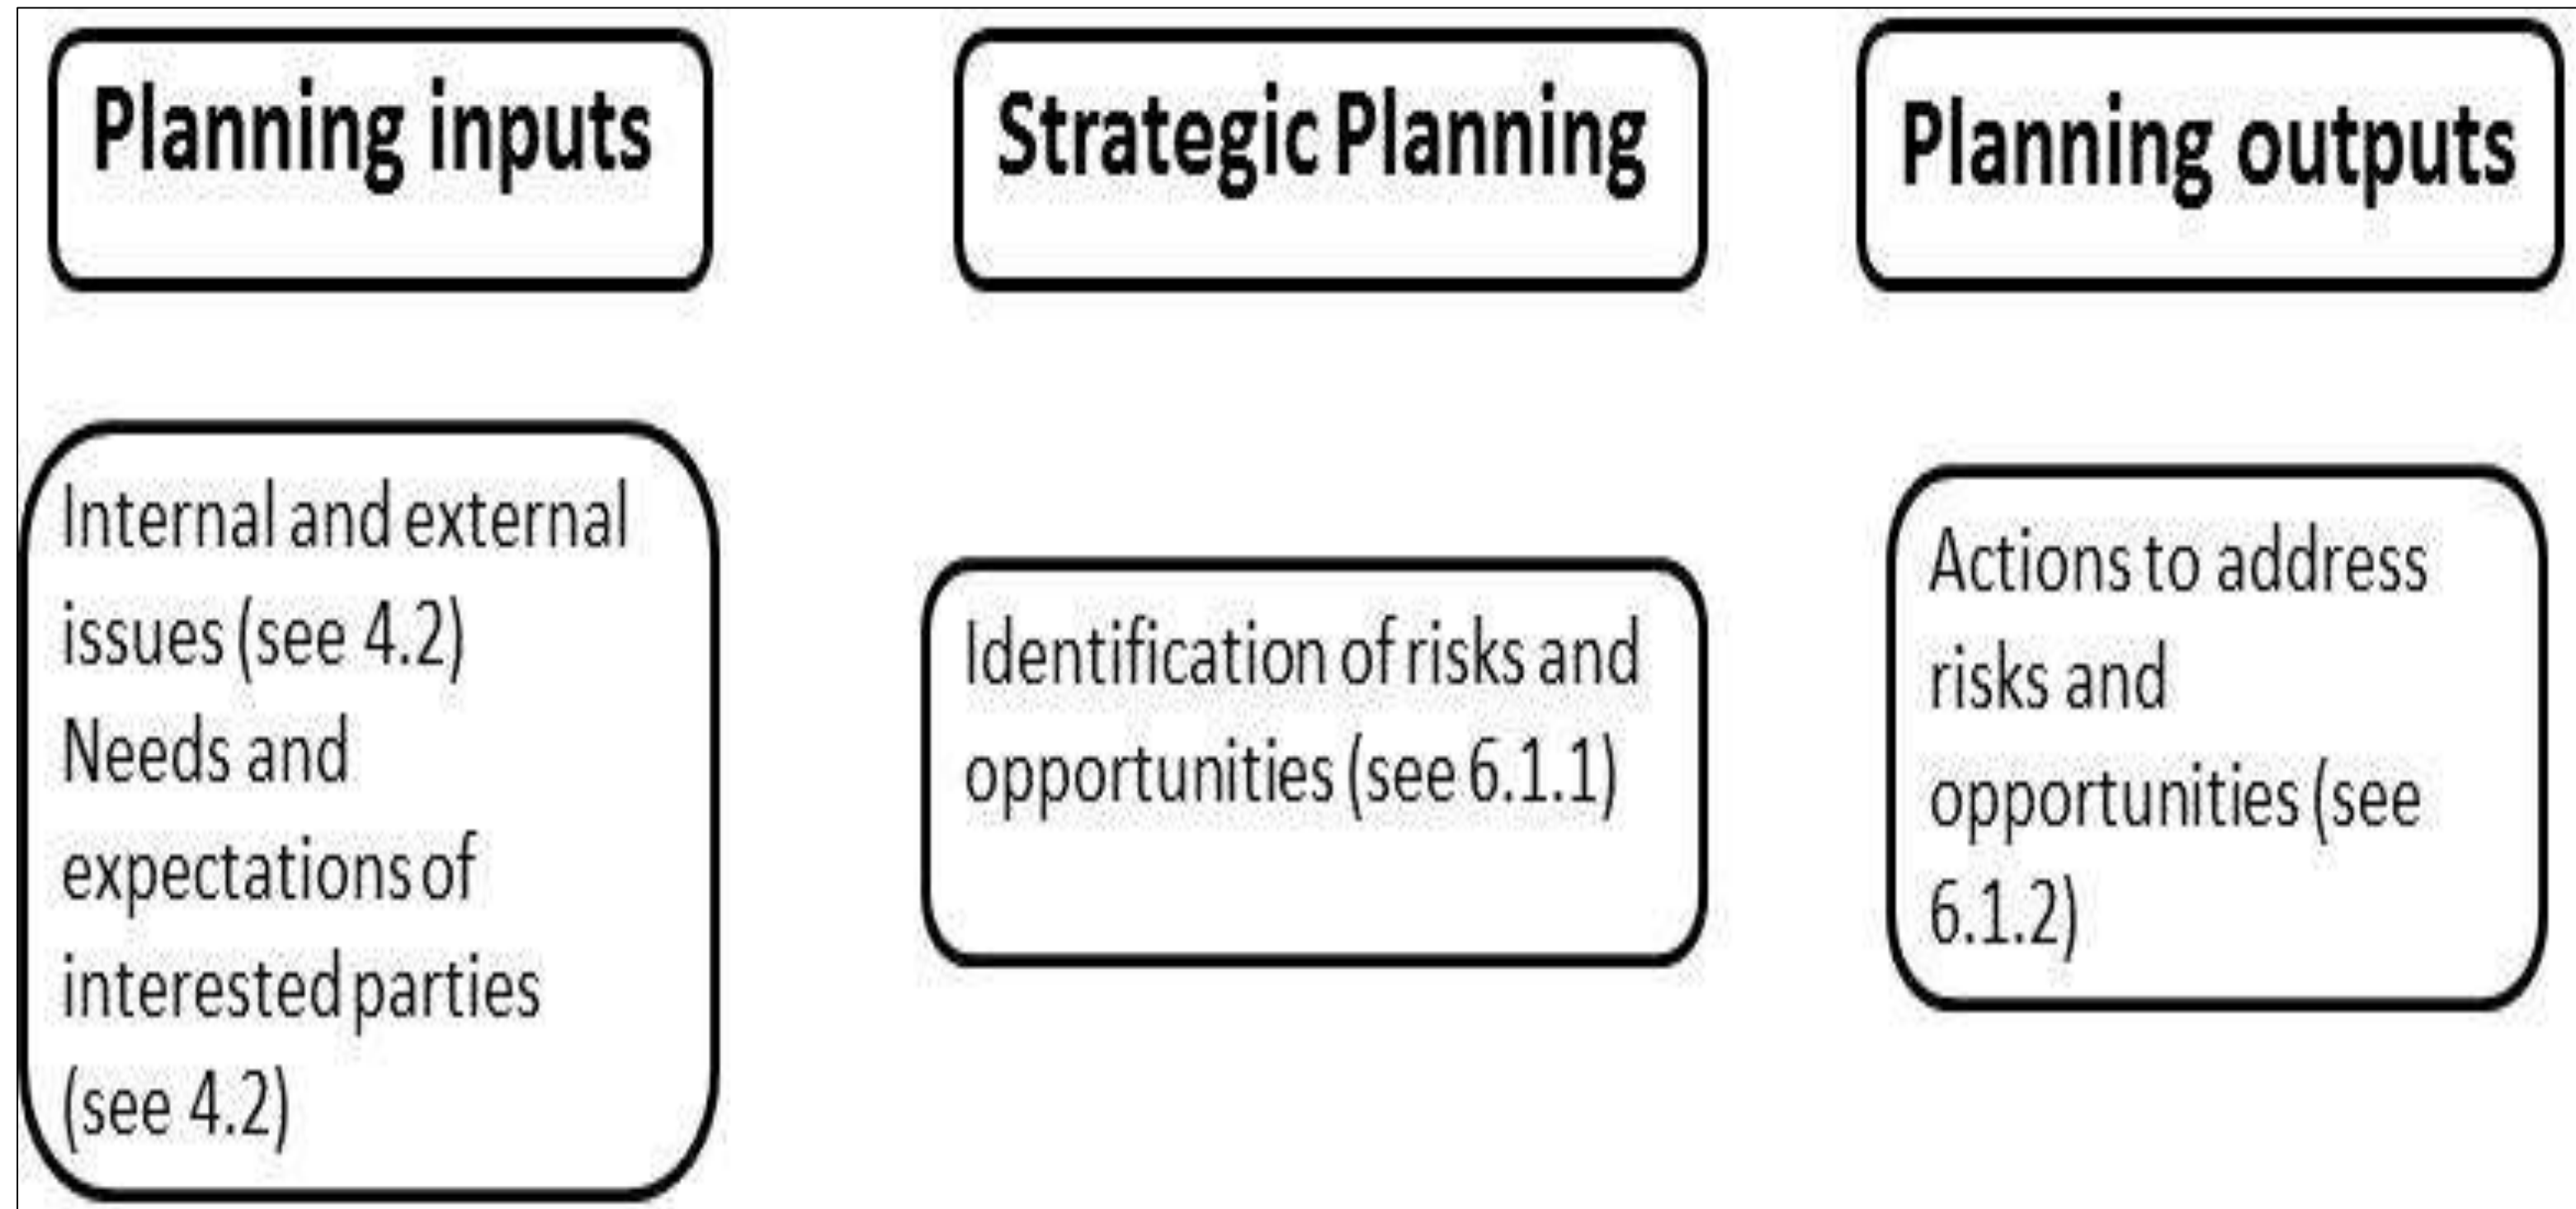 Planning inputs
Strategic Planning
Planning outputs
Internal and external
issues (see 4.2)
Needs and
expectations of
interested parties
(see 4.2)
Identification of risks and
opportunities (see 6.1.1)
Actions to address
risks and
opportunities (see
6.1.2)